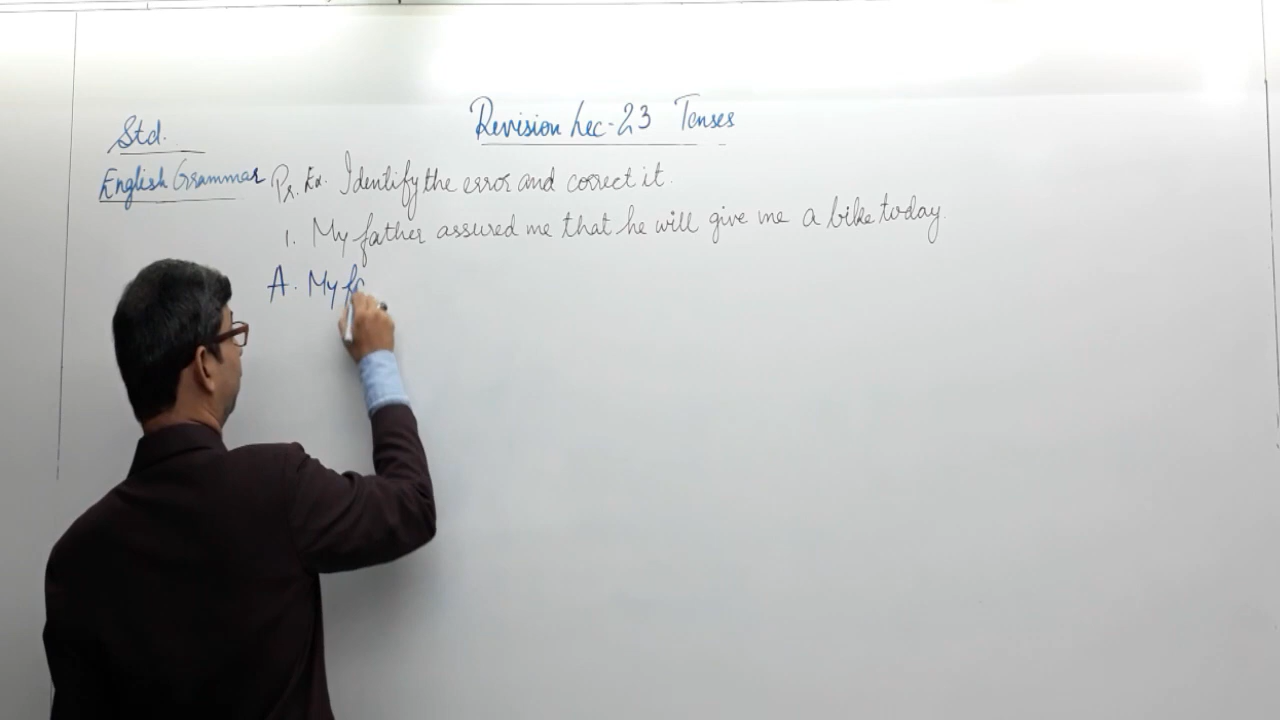 Revision Lec-23 Tenses
Std.
English Grammar
Pr. Ex. Identify the error and correct it.
1. My father assured me that he will give me a bike today.
A. My fa